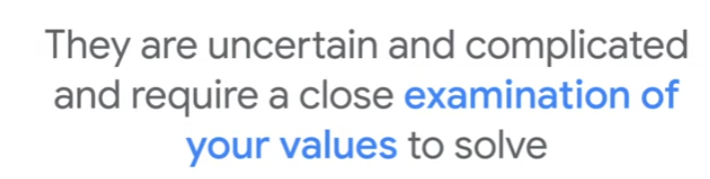 They are uncertain and complicated
and require a close examination of
your values to solve